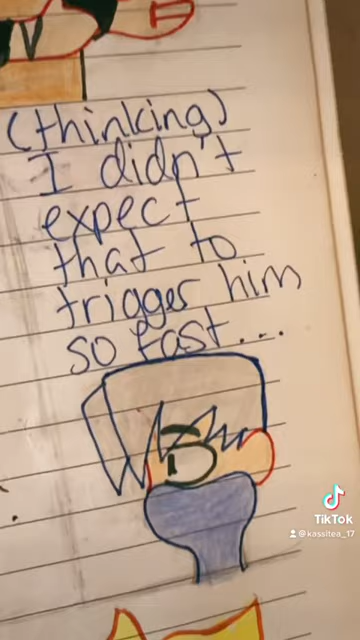 (thinking)
I didn't
expect
that to
trigger him
so fast...
TikTok
@kassitea_17